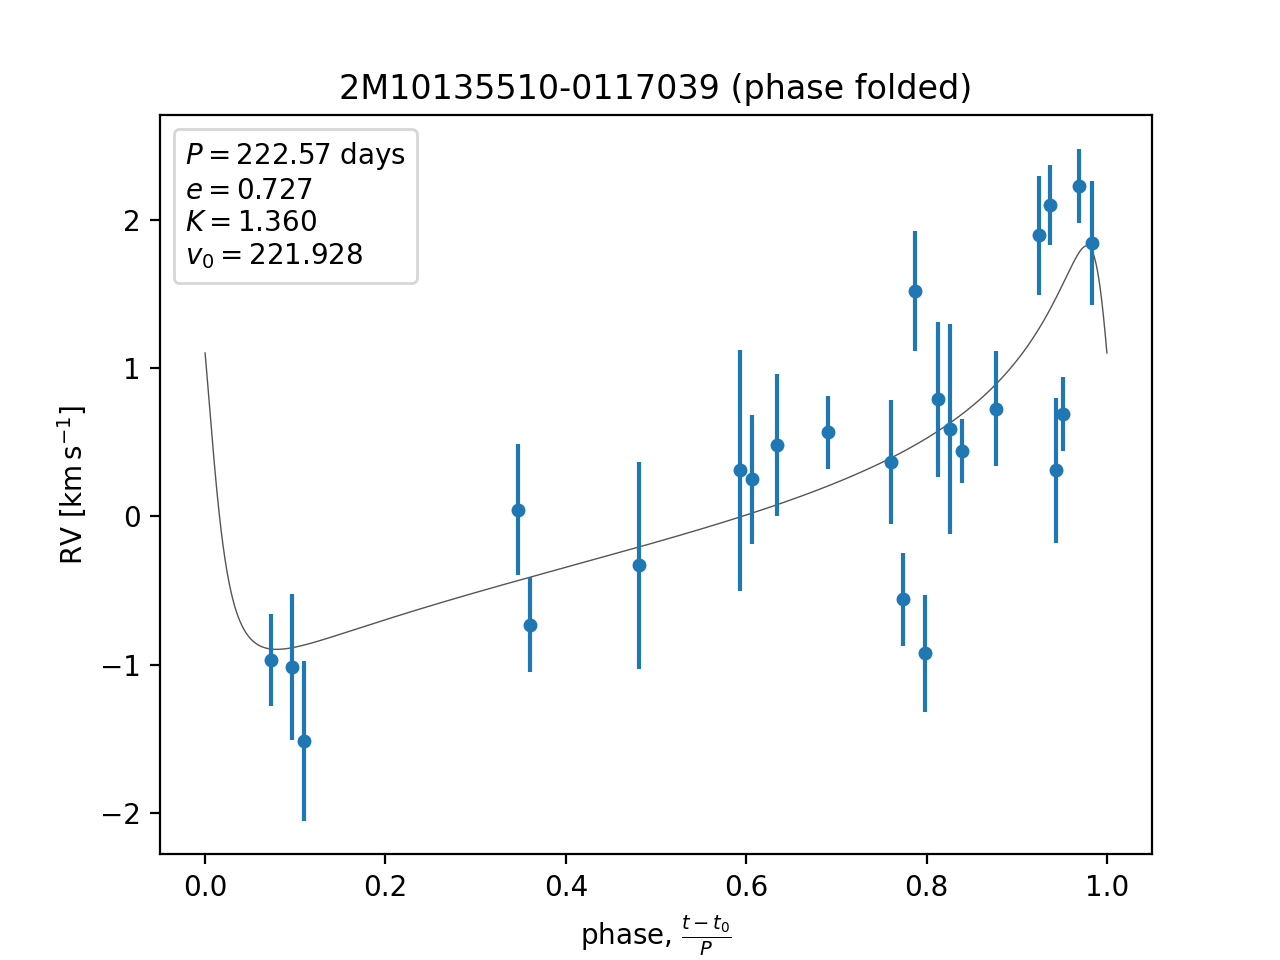 2M10135510-0117039 (phase folded)
P = 222.57 days
e = 0.727
K = 1.360
v₀ = 221.928
RV [km s⁻¹]
2
1
0
−1
−2
0.0 0.2 0.4 0.6 0.8 1.0
phase, (t − t₀)/P